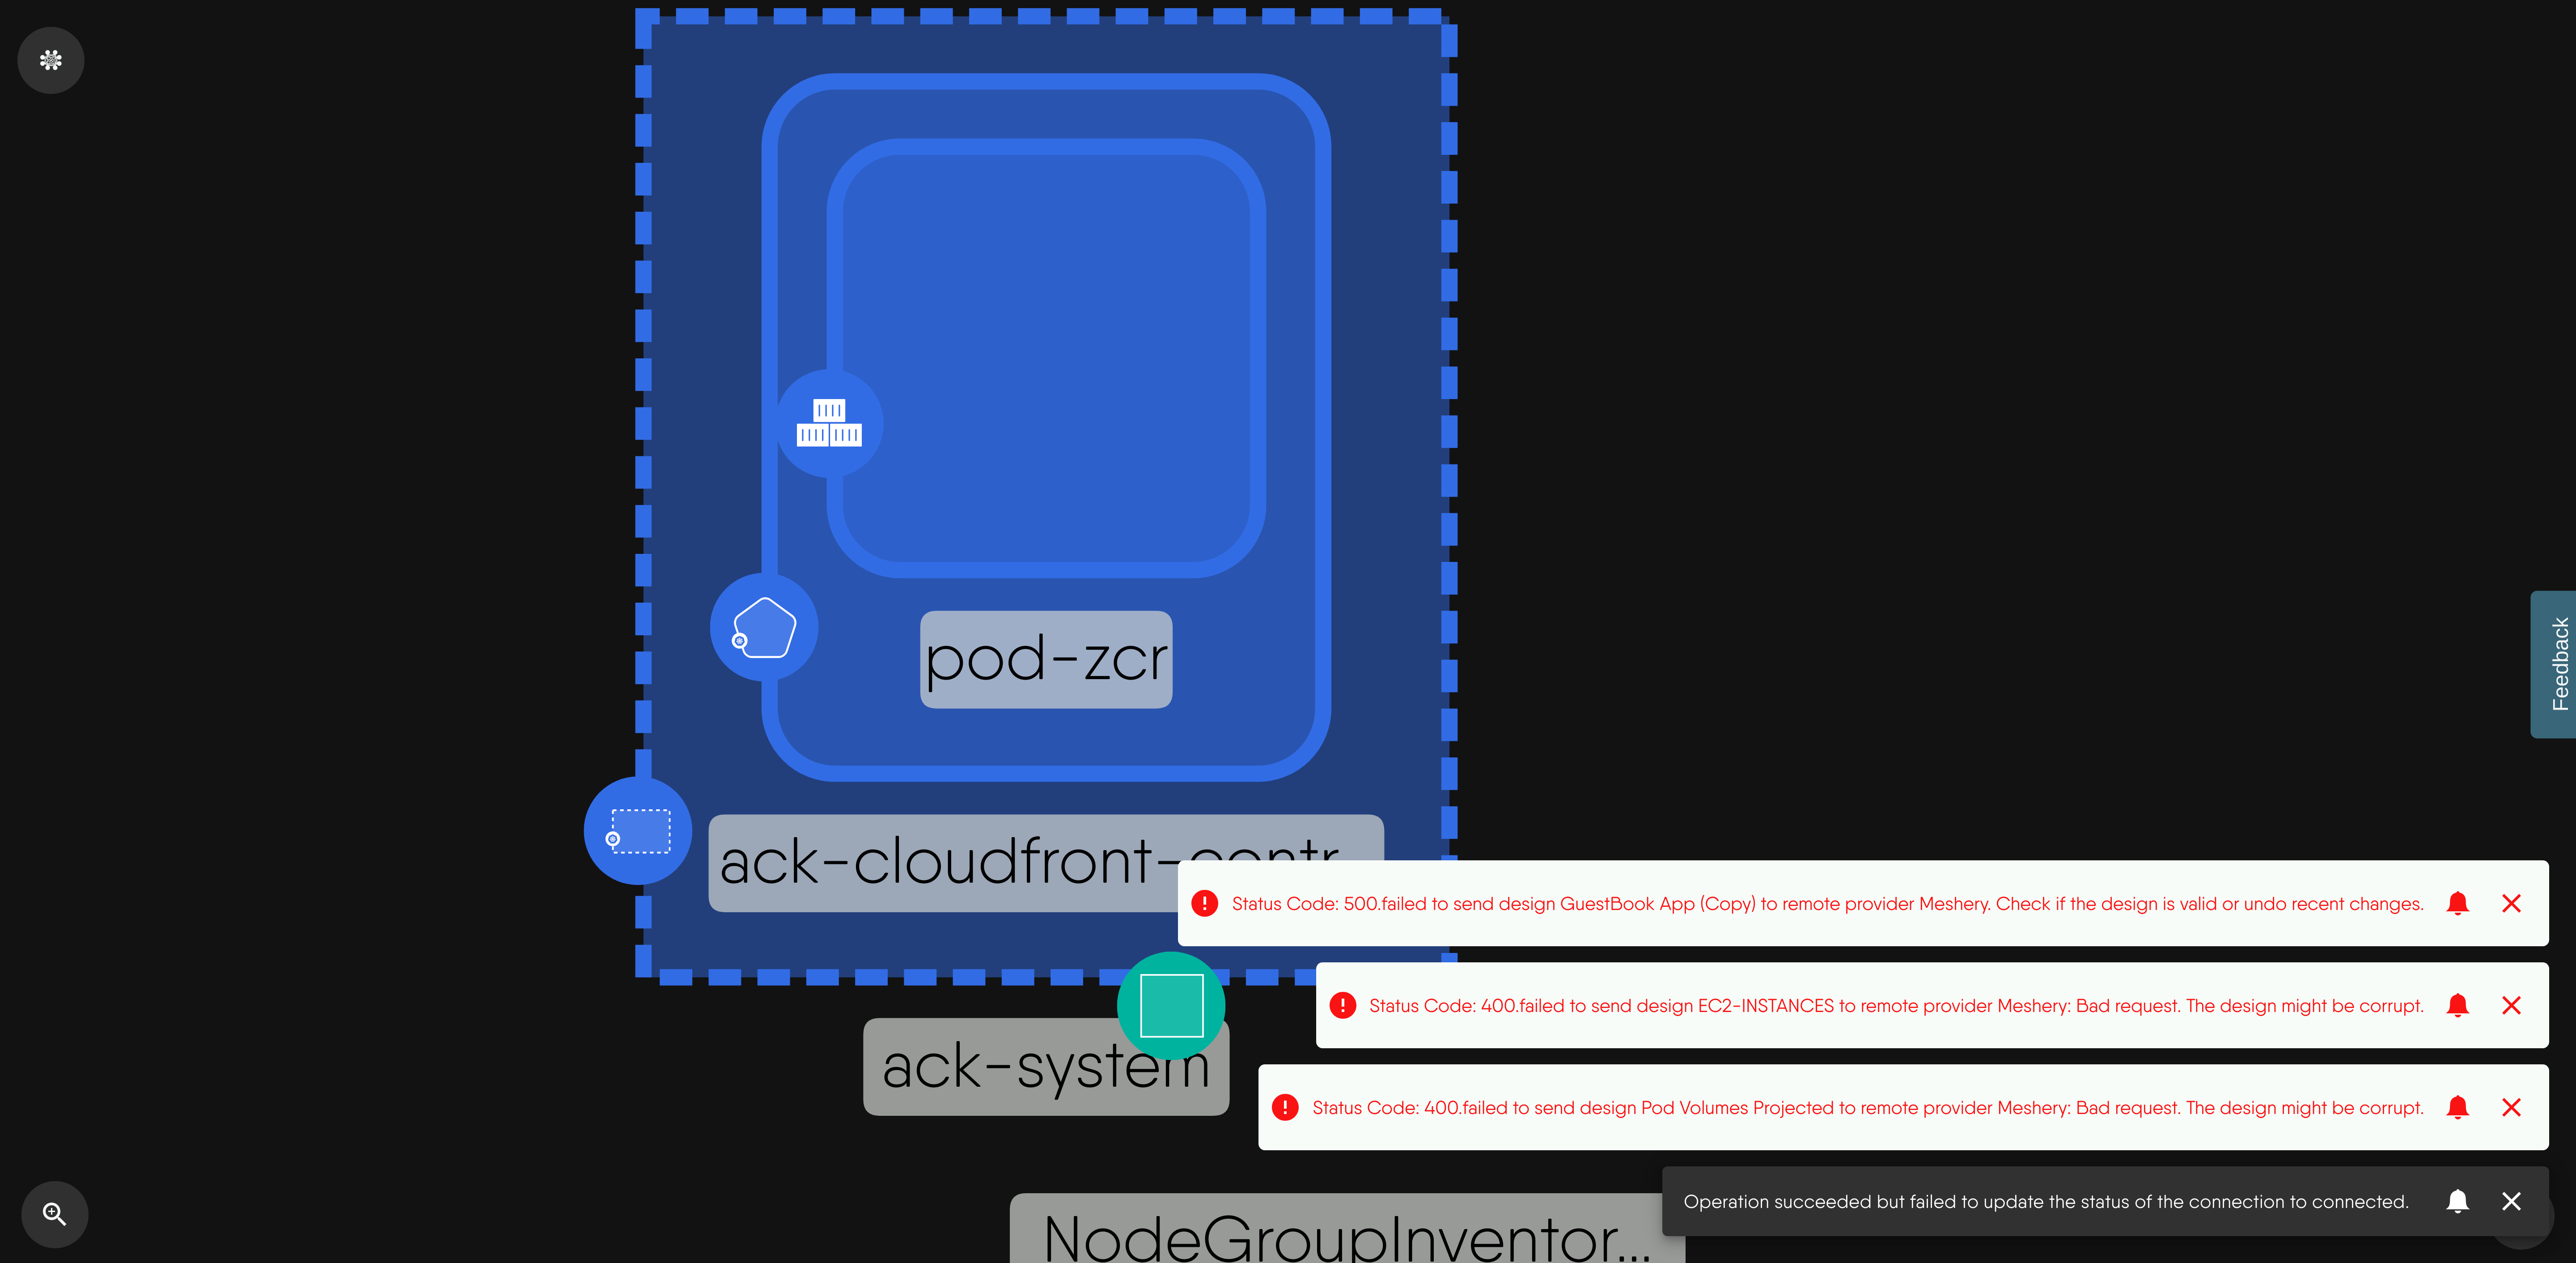 pod-zcr
ack-cloudfront-contr
Status Code: 500.failed to send design GuestBook App (Copy) to remote provider Meshery. Check if the design is valid or undo recent changes.
Status Code: 400.failed to send design EC2-INSTANCES to remote provider Meshery: Bad request. The design might be corrupt.
ack-system
Status Code: 400.failed to send design Pod Volumes Projected to remote provider Meshery: Bad request. The design might be corrupt.
Operation succeeded but failed to update the status of the connection to connected.
NodeGroupInventor...
Feedback